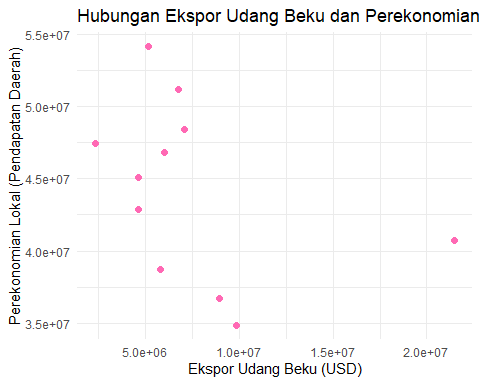 Hubungan Ekspor Udang Beku dan Perekonomian
Perekonomian Lokal (Pendapatan Daerah)
5.5e+07
5.0e+07
4.5e+07
4.0e+07
3.5e+07
5.0e+06 1.0e+07 1.5e+07 2.0e+07
Ekspor Udang Beku (USD)